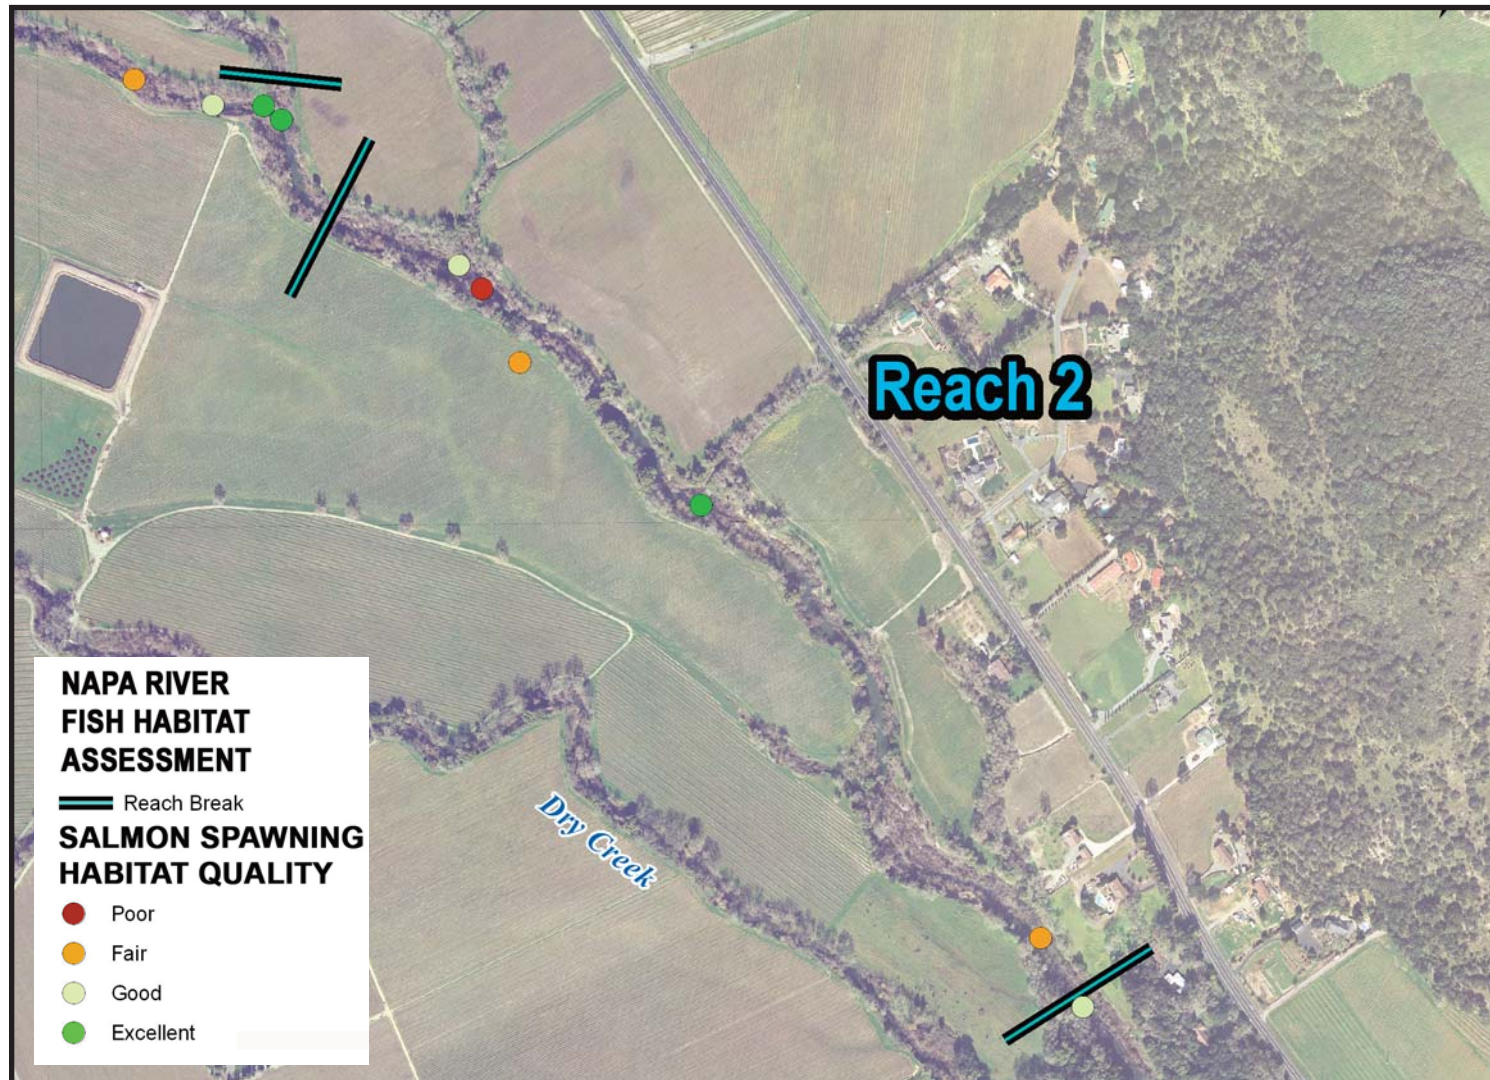 Reach 2
Dry Creek
NAPA RIVER
FISH HABITAT
ASSESSMENT
Reach Break
SALMON SPAWNING
HABITAT QUALITY
Poor
Fair
Good
Excellent